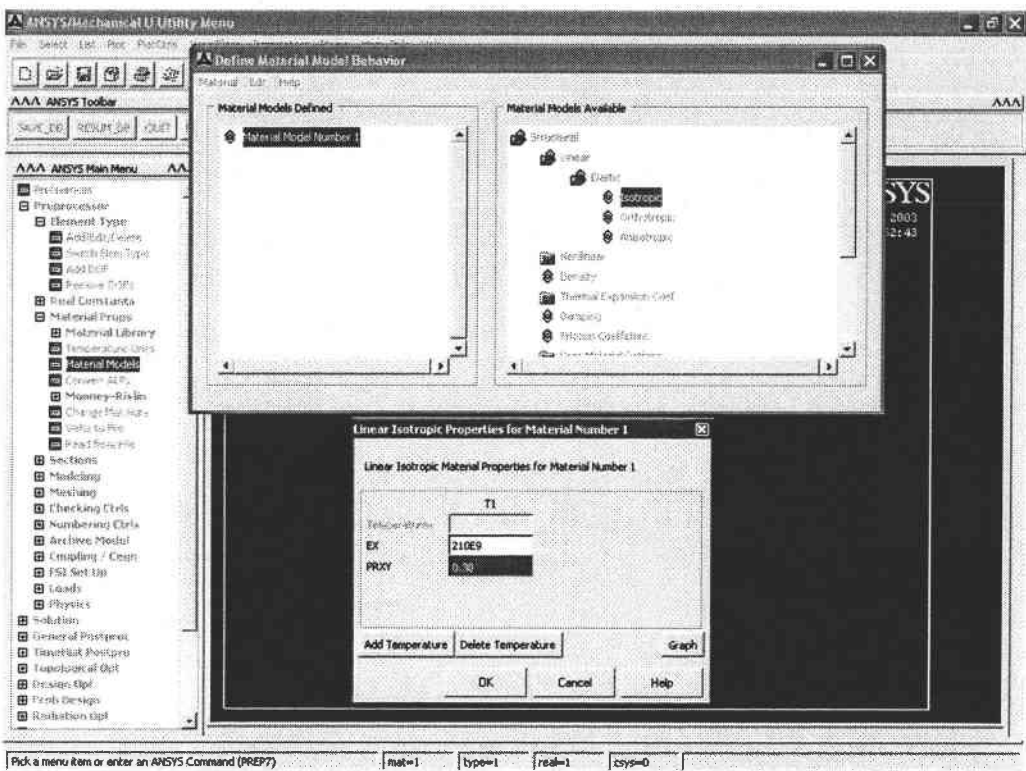 ANSYS/Mechanical U Utility Menu
File Select List Plot PlotCtrls
ANSYS Toolbar
SAVE_DB RESUM_DB QUIT
ANSYS Main Menu
Preferences
Preprocessor
Element Type
Add/Edit/Delete
Switch Elem Type
Add DOF
Remove DOFs
Real Constants
Material Props
Material Library
Temperature Units
Material Models
Convert ALPx
Mooney-Rivlin
Change Mat Num
Write to File
Read from File
Sections
Modeling
Meshing
Checking Ctrls
Numbering Ctrls
Archive Model
Coupling / Ceqn
FSI Set Up
Loads
Physics
Solution
General Postproc
TimeHist Postpro
Topological Opt
Design Opt
Prob Design
Radiation Opt
Define Material Model Behavior
Material Edit Help
Material Models Defined
Material Model Number 1
Material Models Available
Structural
Linear
Elastic
Isotropic
Orthotropic
Anisotropic
Nonlinear
Density
Thermal Expansion Coef
Damping
Friction Coefficient
SYS
2003
52:43
Linear Isotropic Properties for Material Number 1
Linear Isotropic Material Properties for Material Number 1
T1
Temperatures
EX 210E9
PRXY 0.30
Add Temperature Delete Temperature Graph
OK Cancel Help
Pick a menu item or enter an ANSYS Command (PREP7) mat=1 type=1 real=1 csys=0